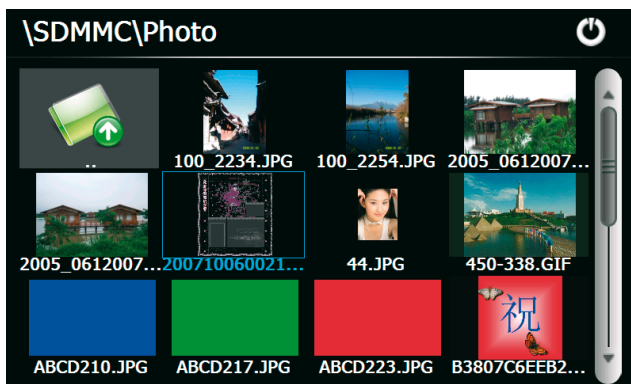 \SDMMC\Photo
..
100_2234.JPG
100_2254.JPG
2005_0612007...
2005_0612007...
200710060021...
44.JPG
450-338.GIF
祝
ABCD210.JPG
ABCD217.JPG
ABCD223.JPG
B3807C6EEB2...